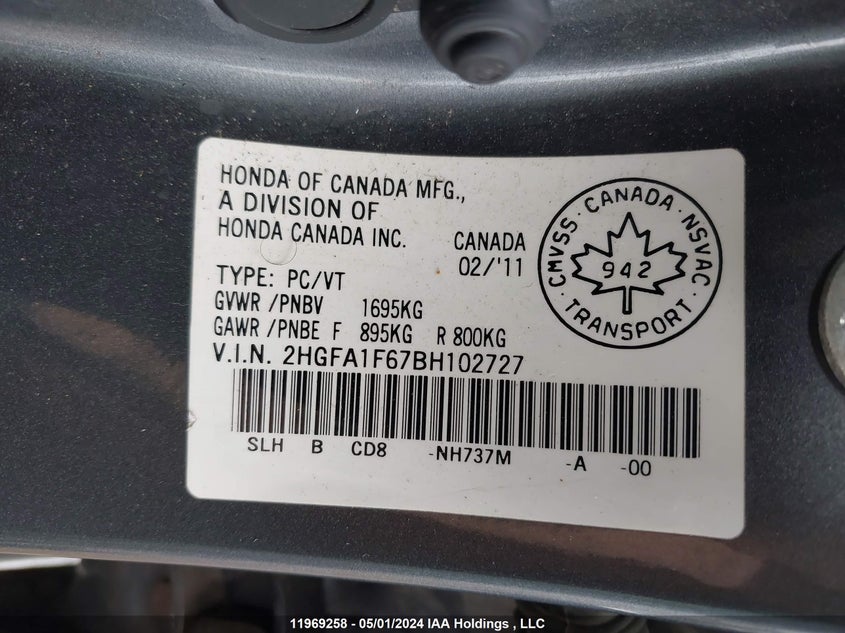 HONDA OF CANADA MFG.,
A DIVISION OF
HONDA CANADA INC. CANADA
02/'11
TYPE: PC/VT
GVWR /PNBV 1695KG
GAWR /PNBE F 895KG R 800KG
V.I.N. 2HGFA1F67BH102727
SLH B CD8 -NH737M -A -00
CMVSS · CANADA · NSVAC
942
· TRANSPORT ·
11969258 - 05/01/2024 IAA Holdings , LLC